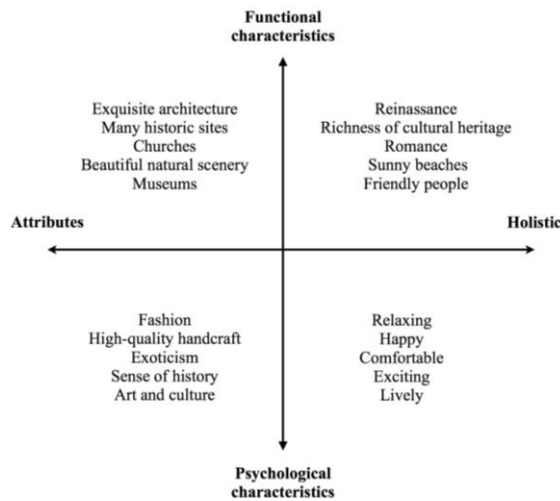 Functional
characteristics
Exquisite architecture
Many historic sites
Churches
Beautiful natural scenery
Museums
Reinassance
Richness of cultural heritage
Romance
Sunny beaches
Friendly people
Attributes
Holistic
Fashion
High-quality handcraft
Exoticism
Sense of history
Art and culture
Relaxing
Happy
Comfortable
Exciting
Lively
Psychological
characteristics